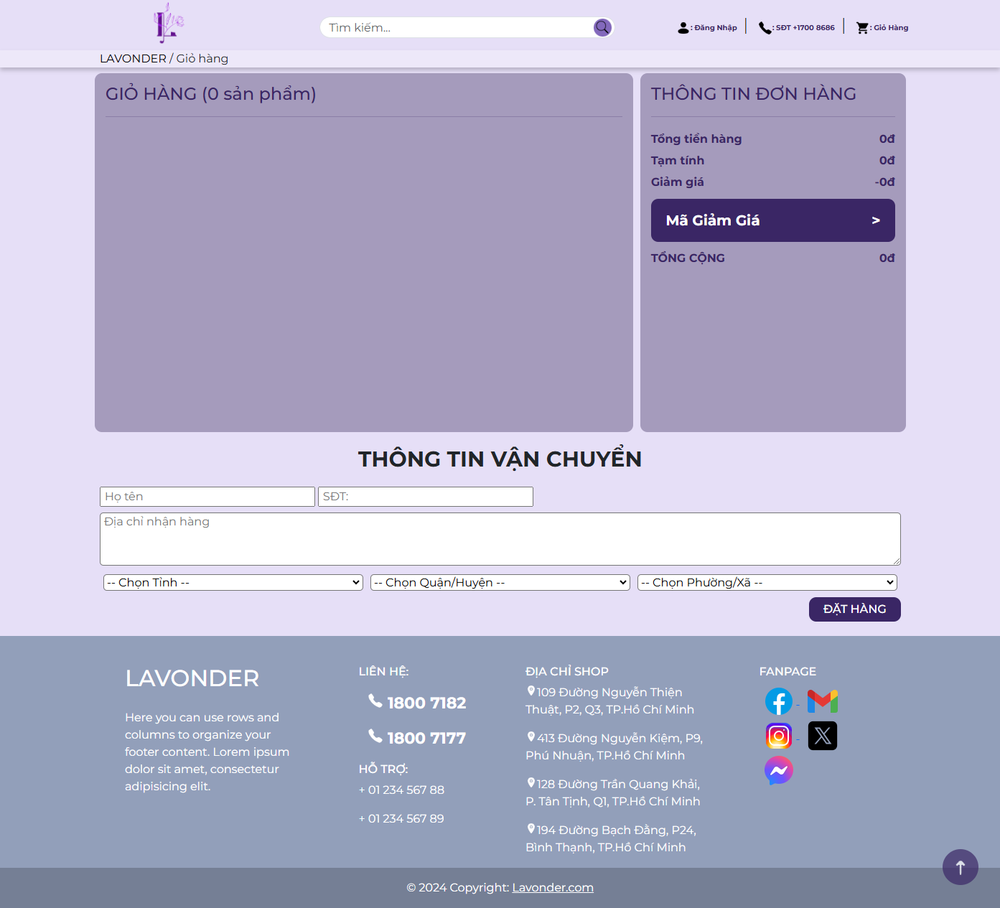 Tìm kiếm...
: Đăng Nhập
: SĐT +1700 8686
: Giỏ Hàng
LAVONDER / Giỏ hàng
GIỎ HÀNG (0 sản phẩm)
THÔNG TIN ĐƠN HÀNG
Tổng tiền hàng 0đ
Tạm tính 0đ
Giảm giá -0đ
Mã Giảm Giá >
TỔNG CỘNG 0đ
THÔNG TIN VẬN CHUYỂN
Họ tên
SĐT:
Địa chỉ nhận hàng
-- Chọn Tỉnh --
-- Chọn Quận/Huyện --
-- Chọn Phường/Xã --
ĐẶT HÀNG
LAVONDER
Here you can use rows and
columns to organize your
footer content. Lorem ipsum
dolor sit amet, consectetur
adipisicing elit.
LIÊN HỆ:
1800 7182
1800 7177
HỖ TRỢ:
+ 01 234 567 88
+ 01 234 567 89
ĐỊA CHỈ SHOP
109 Đường Nguyễn Thiện
Thuật, P2, Q3, TP.Hồ Chí Minh
413 Đường Nguyễn Kiệm, P9,
Phú Nhuận, TP.Hồ Chí Minh
128 Đường Trần Quang Khải,
P. Tân Tịnh, Q1, TP.Hồ Chí Minh
194 Đường Bạch Đằng, P24,
Bình Thạnh, TP.Hồ Chí Minh
FANPAGE
© 2024 Copyright: Lavonder.com